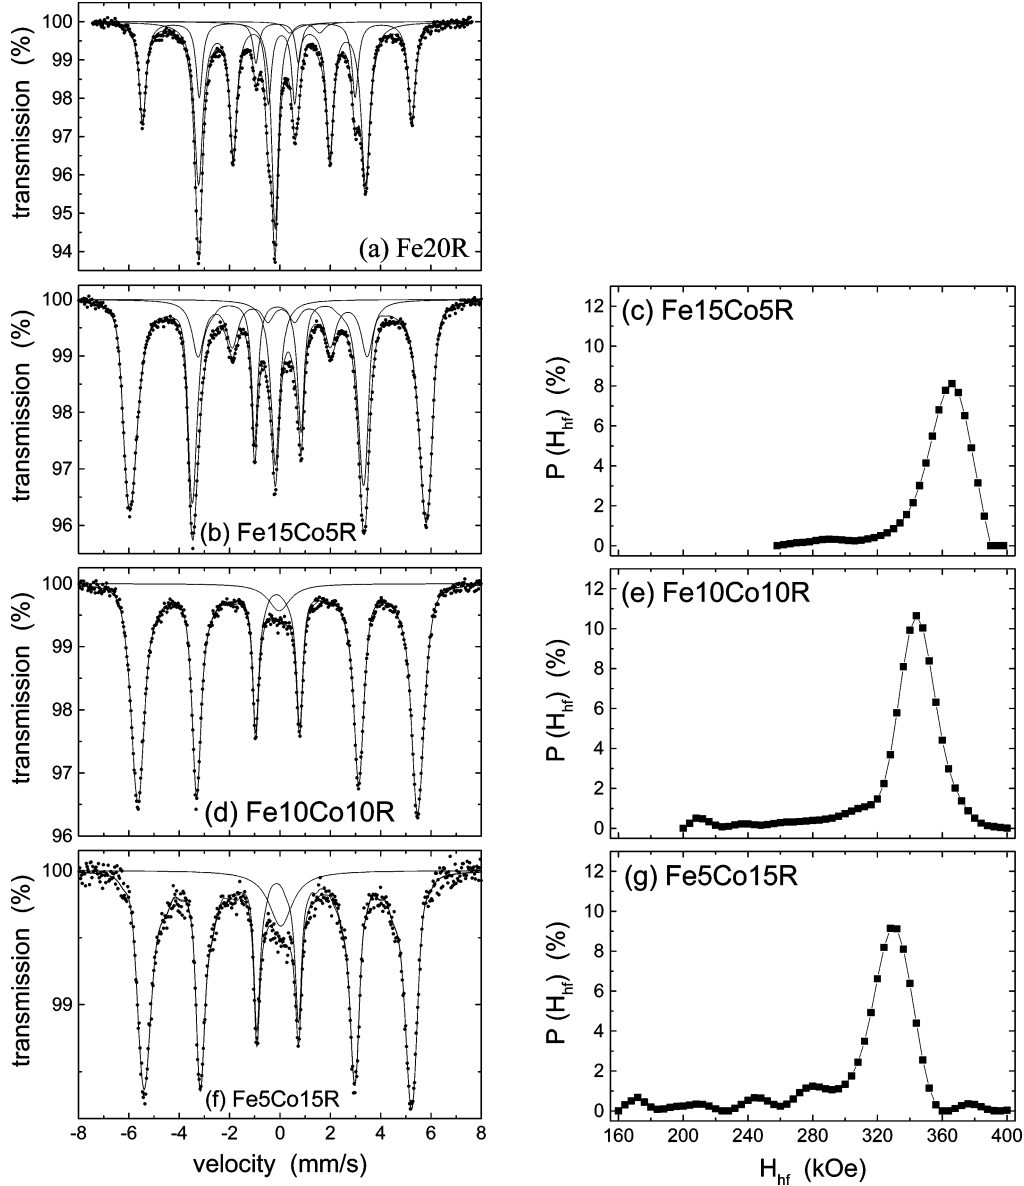 100
99
98
97
96
95
94
transmission (%)
(a) Fe20R
100
99
98
97
96
transmission (%)
(b) Fe15Co5R
12
10
8
6
4
2
0
P (Hhf) (%)
(c) Fe15Co5R
100
99
98
97
96
transmission (%)
(d) Fe10Co10R
12
10
8
6
4
2
0
P (Hhf) (%)
(e) Fe10Co10R
100
99
transmission (%)
(f) Fe5Co15R
-8 -6 -4 -2 0 2 4 6 8
velocity (mm/s)
12
10
8
6
4
2
0
P (Hhf) (%)
(g) Fe5Co15R
160 200 240 280 320 360 400
Hhf (kOe)